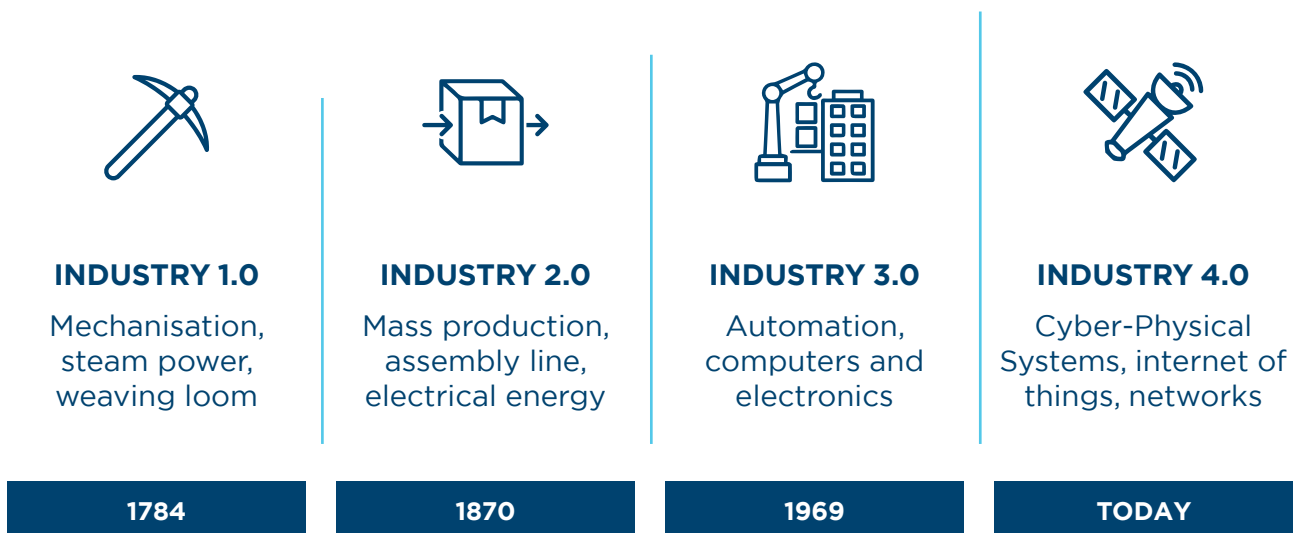 INDUSTRY 1.0
Mechanisation,
steam power,
weaving loom
1784
INDUSTRY 2.0
Mass production,
assembly line,
electrical energy
1870
INDUSTRY 3.0
Automation,
computers and
electronics
1969
INDUSTRY 4.0
Cyber-Physical
Systems, internet of
things, networks
TODAY